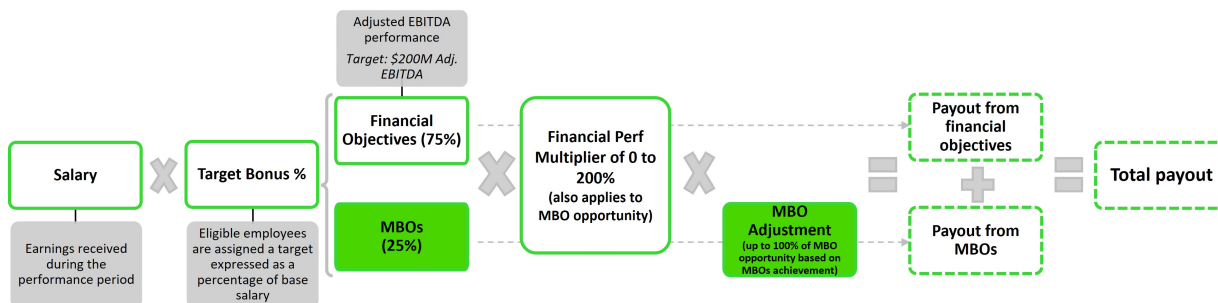 Adjusted EBITDA
performance
Target: $200M Adj.
EBITDA
Salary
Earnings received
during the
performance period
Target Bonus %
Eligible employees
are assigned a target
expressed as a
percentage of base
salary
Financial
Objectives (75%)
MBOs
(25%)
Financial Perf
Multiplier of 0 to
200%
(also applies to
MBO opportunity)
MBO
Adjustment
(up to 100% of MBO
opportunity based on
MBOs achievement)
Payout from
financial
objectives
Payout from
MBOs
Total payout